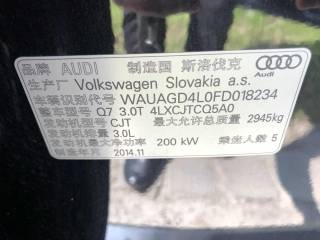 品牌 AUDI 制造国 斯洛伐克
生产厂 Volkswagen Slovakia a.s.
Audi
车辆识别代号 WAUAGD4L0FD018234
整车型号 Q7 3.0T 4LXCJTCO5A0
发动机型号 CJT 最大允许总质量 2945kg
发动机排量 3.0L
发动机最大净功率 200 kW 乘坐人数 5
制造年月 2014.11